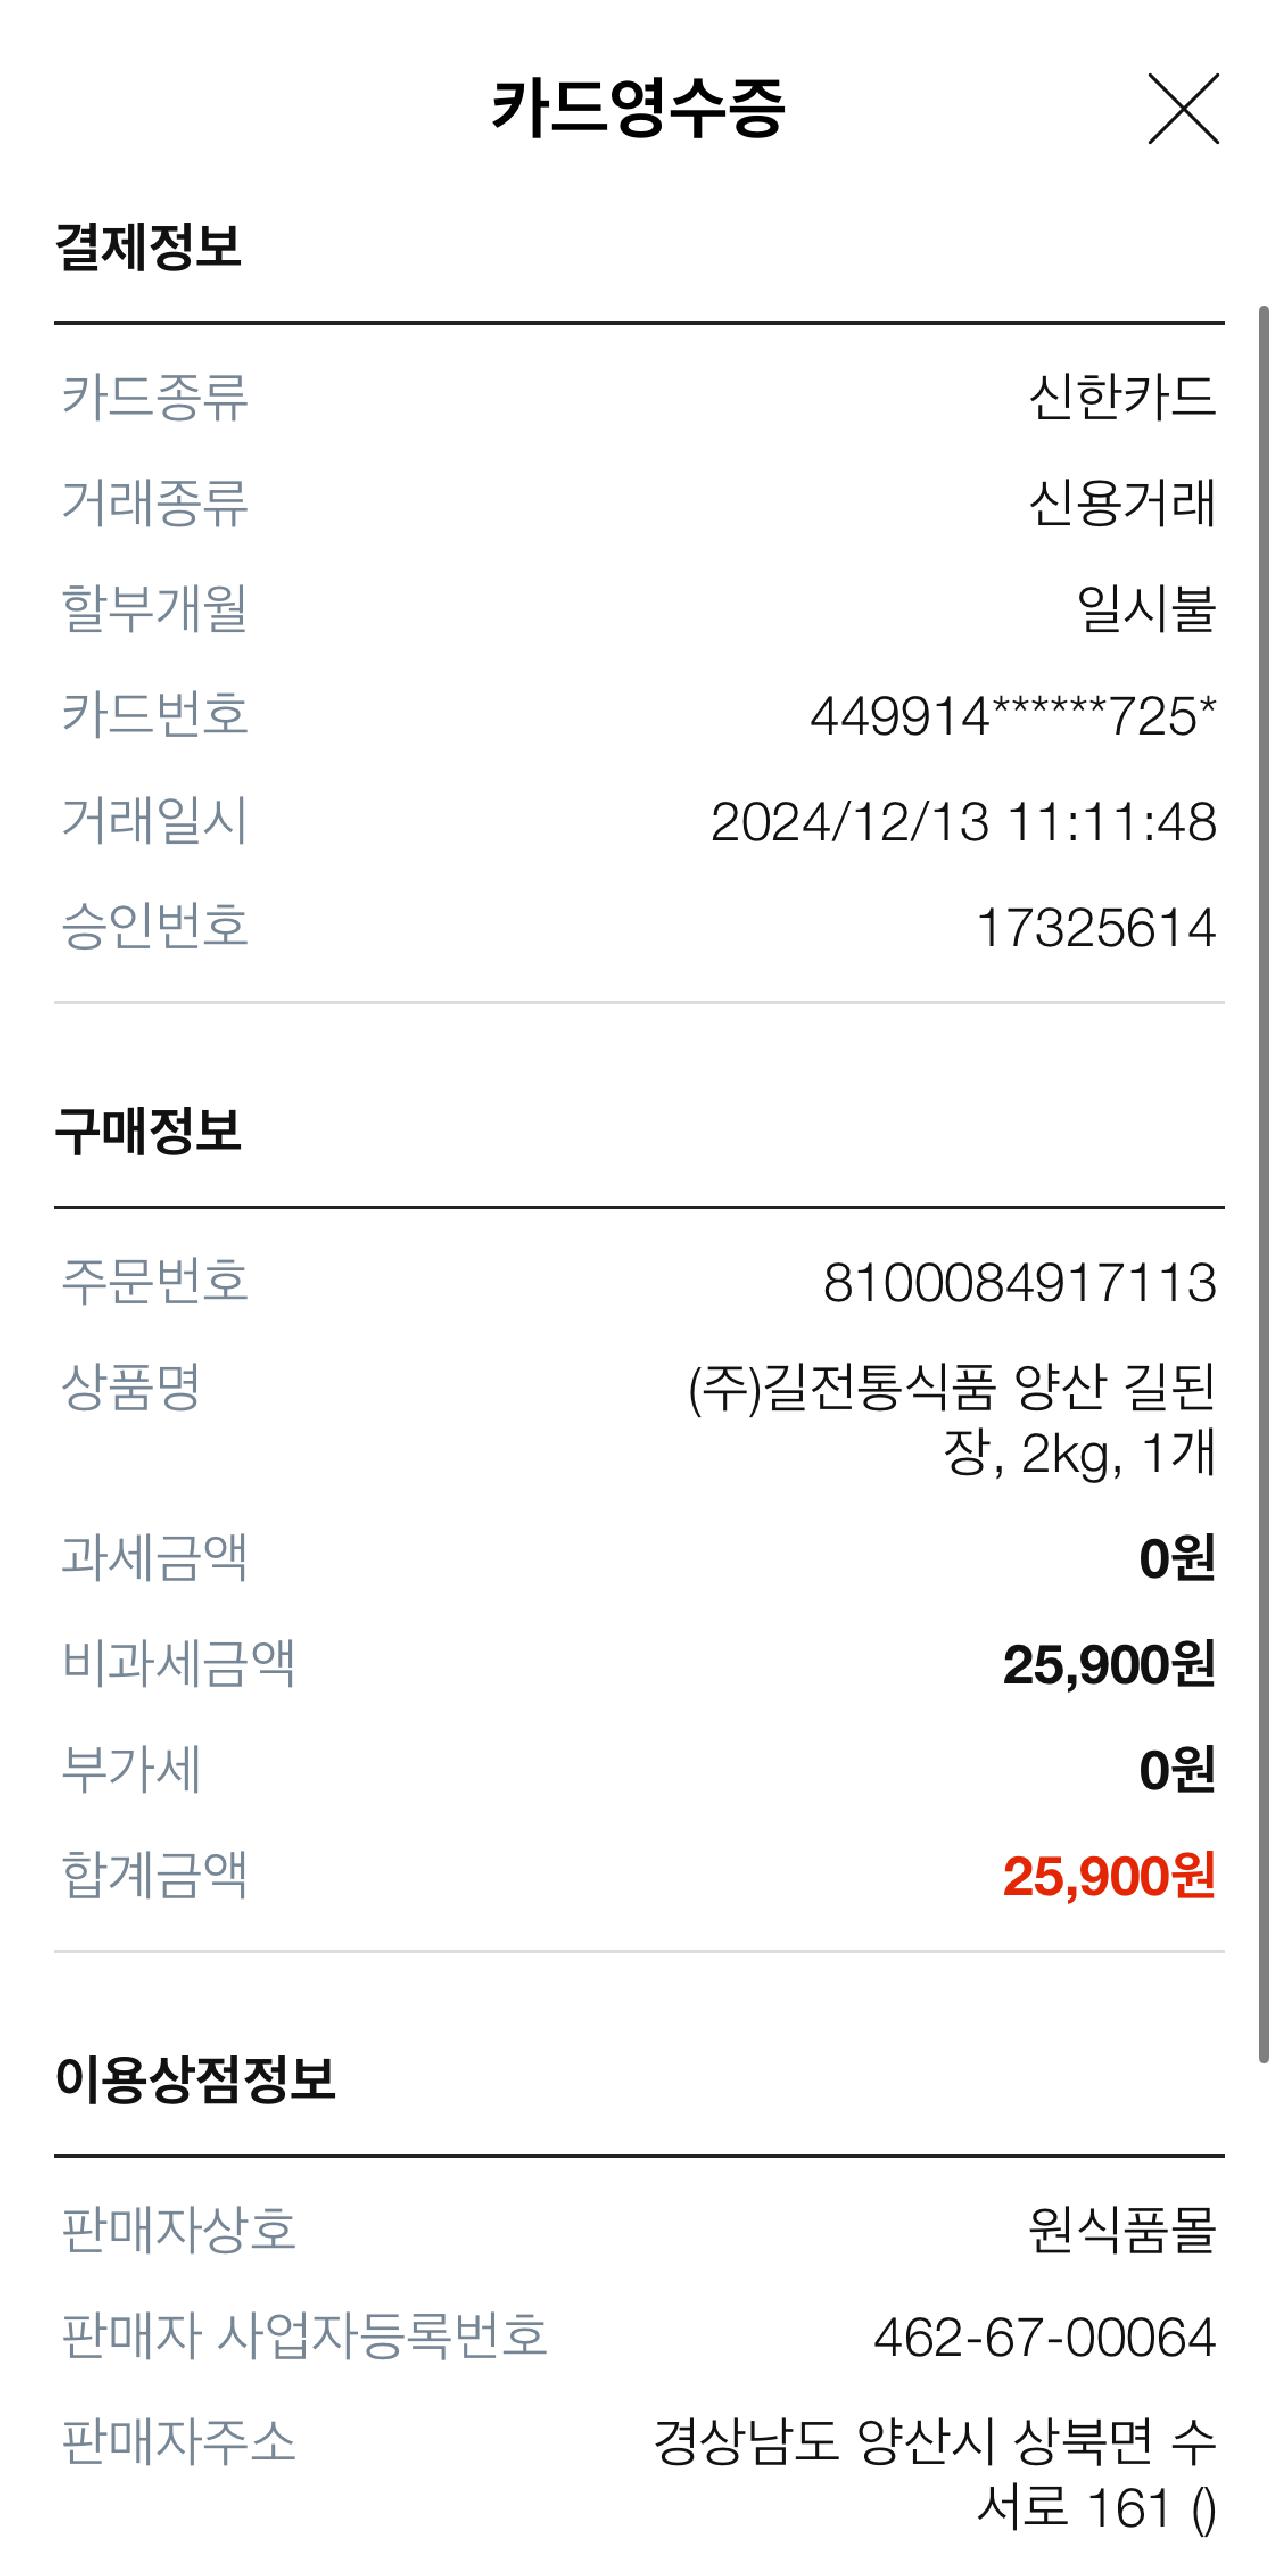 카드영수증
결제정보
카드종류 신한카드
거래종류 신용거래
할부개월 일시불
카드번호 449914******725*
거래일시 2024/12/13 11:11:48
승인번호 17325614
구매정보
주문번호 8100084917113
상품명 (주)길전통식품 양산 길된
장, 2kg, 1개
과세금액 0원
비과세금액 25,900원
부가세 0원
합계금액 25,900원
이용상점정보
판매자상호 원식품몰
판매자 사업자등록번호 462-67-00064
판매자주소 경상남도 양산시 상북면 수
서로 161 ()